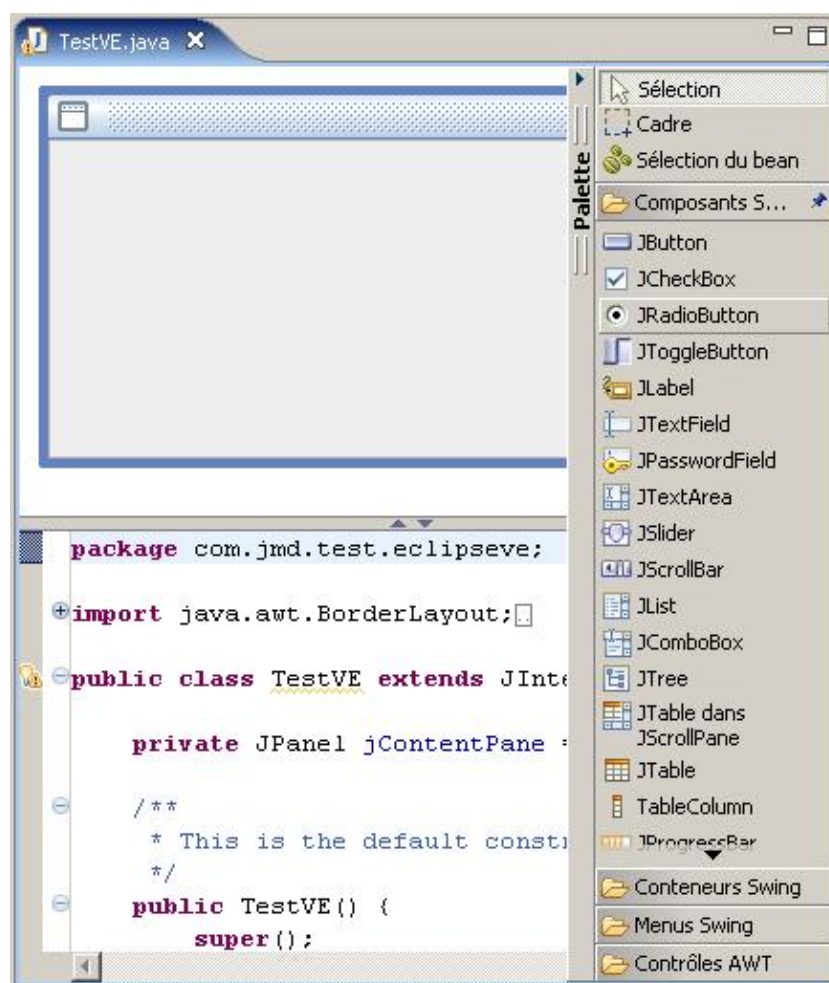 TestVE.java
Palette
Sélection
Cadre
Sélection du bean
Composants S...
JButton
JCheckBox
JRadioButton
JToggleButton
JLabel
JTextField
JPasswordField
JTextArea
JSlider
JScrollBar
JList
JComboBox
JTree
JTable dans
JScrollPane
JTable
TableColumn
JProgressBar
Conteneurs Swing
Menus Swing
Contrôles AWT
package com.jmd.test.eclipseve;
import java.awt.BorderLayout;
public class TestVE extends JInte
private JPanel jContentPane =
/**
* This is the default constr
*/
public TestVE() {
super();